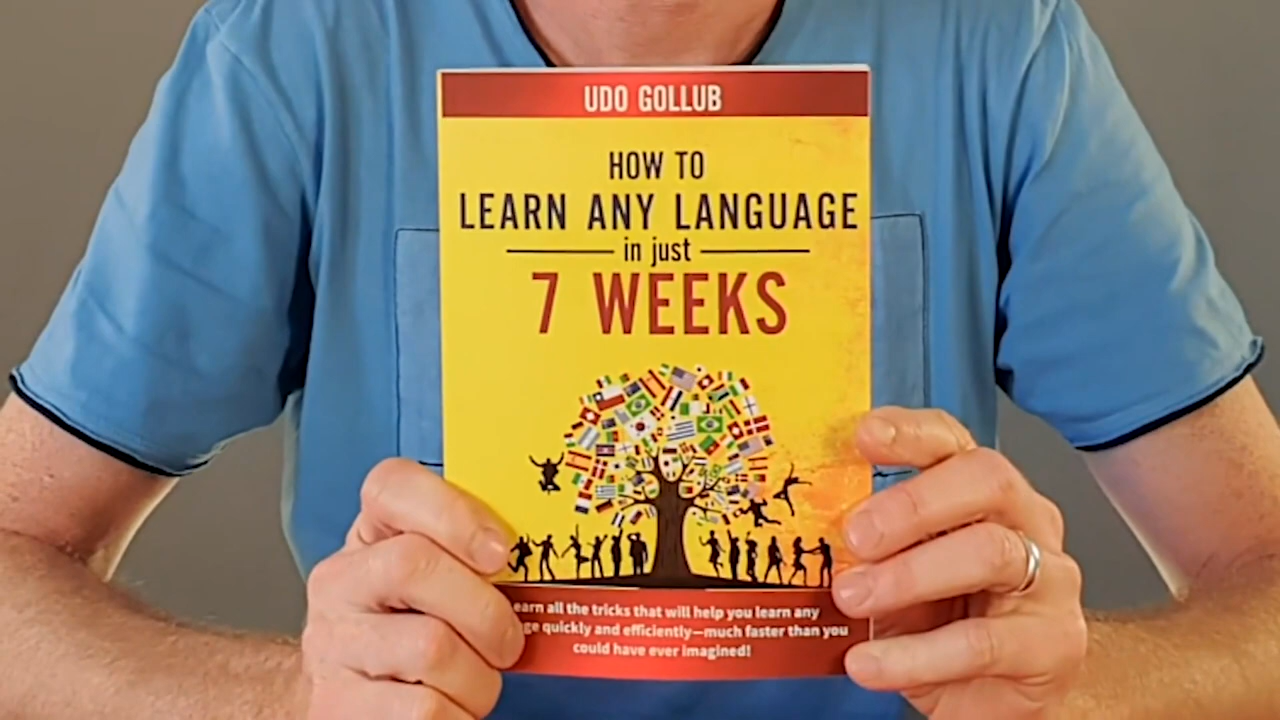 UDO GOLLUB
HOW TO
LEARN ANY LANGUAGE
in just
7 WEEKS
earn all the tricks that will help you learn any
ge quickly and efficiently—much faster than you
could have ever imagined!